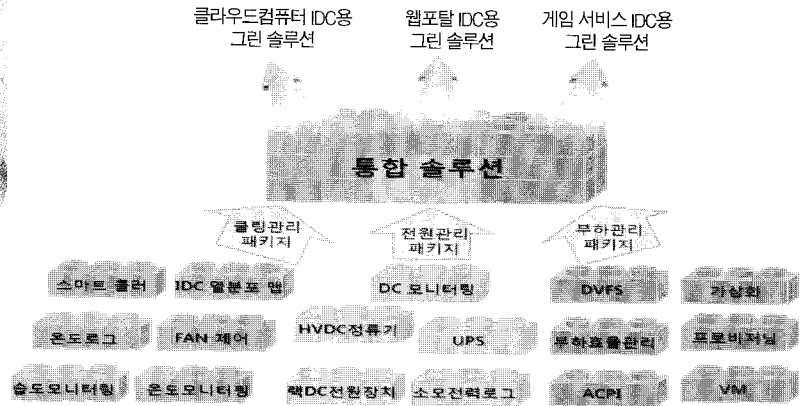 클라우드컴퓨터 IDC용
그린 솔루션
웹포탈 IDC용
그린 솔루션
게임 서비스 IDC용
그린 솔루션
통합 솔루션
쿨링관리
패키지
전원관리
패키지
부하관리
패키지
스마트 쿨러
IDC 열분포 맵
DC 모니터링
DVFS
가상화
온도로그
FAN 제어
HVDC정류기
UPS
부하효율관리
프로비저닝
습도모니터링
온도모니터링
랙DC전원장치
소모전력로그
ACPI
VM